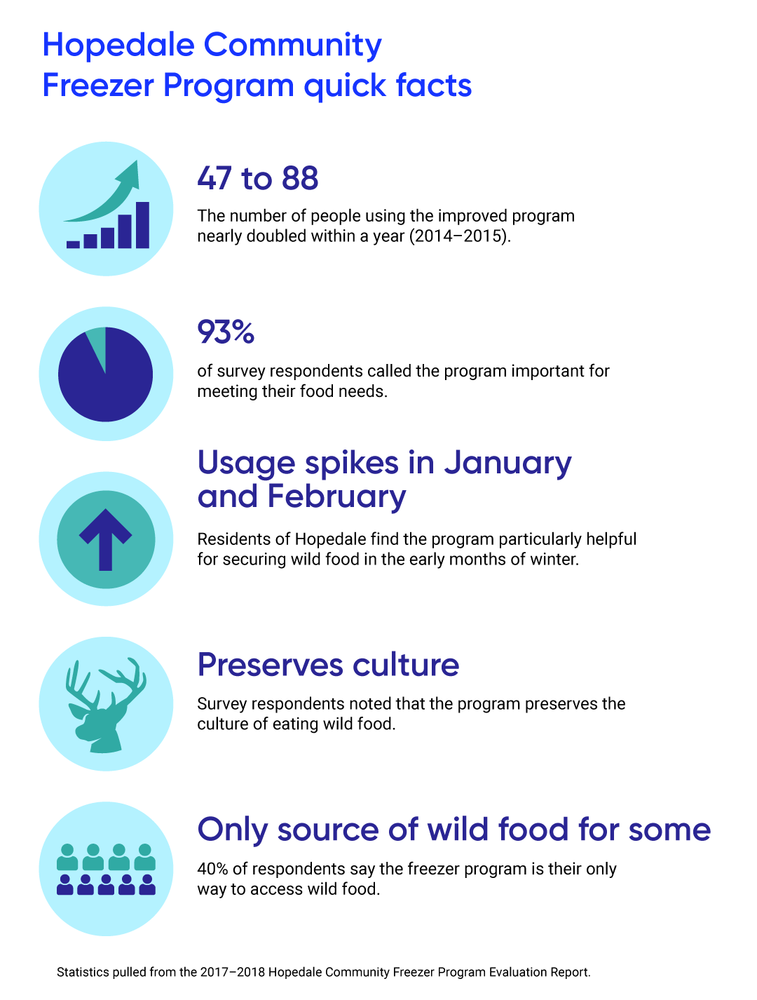 Hopedale Community
Freezer Program quick facts
47 to 88
The number of people using the improved program
nearly doubled within a year (2014–2015).
93%
of survey respondents called the program important for
meeting their food needs.
Usage spikes in January
and February
Residents of Hopedale find the program particularly helpful
for securing wild food in the early months of winter.
Preserves culture
Survey respondents noted that the program preserves the
culture of eating wild food.
Only source of wild food for some
40% of respondents say the freezer program is their only
way to access wild food.
Statistics pulled from the 2017–2018 Hopedale Community Freezer Program Evaluation Report.